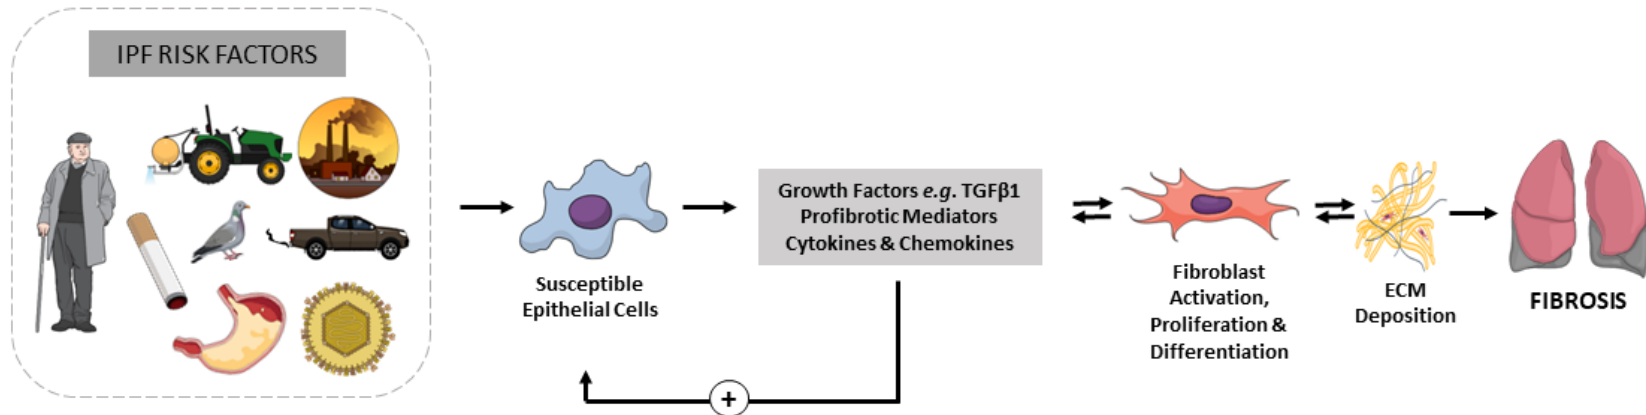 IPF RISK FACTORS
Susceptible
Epithelial Cells
Growth Factors e.g. TGFβ1
Profibrotic Mediators
Cytokines & Chemokines
+
Fibroblast
Activation,
Proliferation &
Differentiation
ECM
Deposition
FIBROSIS